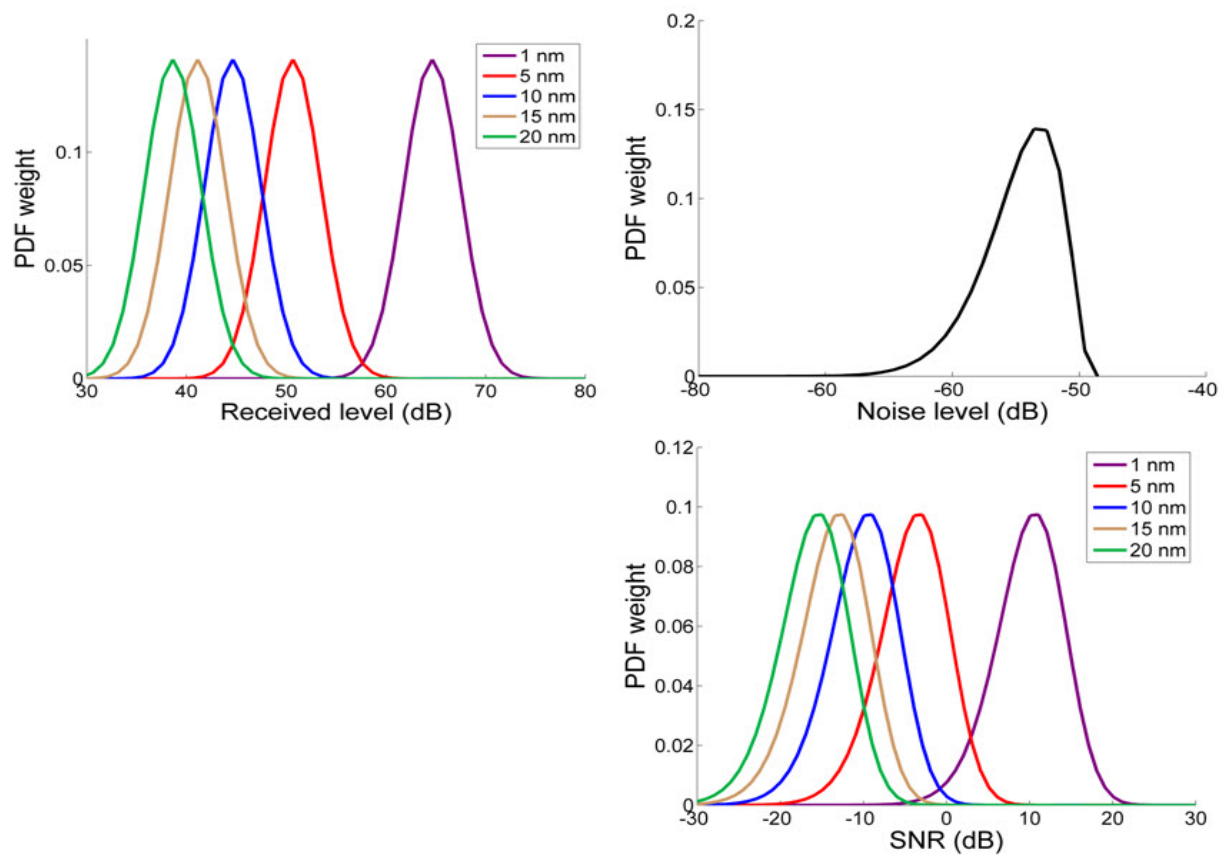 PDF weight
0.1
0.05
0
30
40
50
60
70
80
Received level (dB)
1 nm
5 nm
10 nm
15 nm
20 nm
PDF weight
0.2
0.15
0.1
0.05
0
-80
-60
-60
-50
-40
Noise level (dB)
PDF weight
0.12
0.1
0.08
0.06
0.04
0.02
0
-30
-20
-10
0
10
20
30
SNR (dB)
1 nm
5 nm
10 nm
15 nm
20 nm